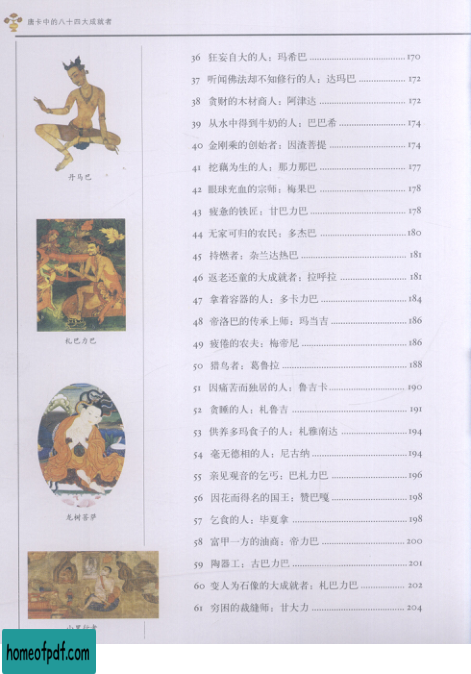 唐卡中的八十四大成就者
36 狂妄自大的人：玛希巴 170
37 听闻佛法却不知修行的人：达玛巴 172
38 贪财的木材商人：阿津达 172
39 从水中得到牛奶的人：巴巴希 174
40 金刚乘的创始者：因渣菩提 174
41 挖藕为生的人：那力那巴 177
42 眼球充血的宗师：梅果巴 178
43 疲惫的铁匠：甘巴力巴 178
44 无家可归的农民：多杰巴 180
45 持燃者：杂兰达热巴 181
46 返老还童的大成就者：拉呼拉 181
47 拿着容器的人：多卡力巴 184
48 帝洛巴的传承上师：玛当吉 186
49 疲倦的农夫：梅帝尼 186
50 猎鸟者：葛鲁拉 188
51 因痛苦而独居的人：鲁吉卡 190
52 贪睡的人：札鲁吉 191
53 供养多玛食子的人：札雅南达 194
54 毫无德相的人：尼古纳 194
55 亲见观音的乞丐：巴札力巴 196
56 因花而得名的国王：赞巴嘎 198
57 乞食的人：毕夏拿 198
58 富甲一方的油商：帝力巴 200
59 陶器工：古巴力巴 201
60 变人为石像的大成就者：札巴力巴 202
61 穷困的裁缝师：甘大力 204
丹马巴
札巴力巴
龙树菩萨
homeofpdf.com